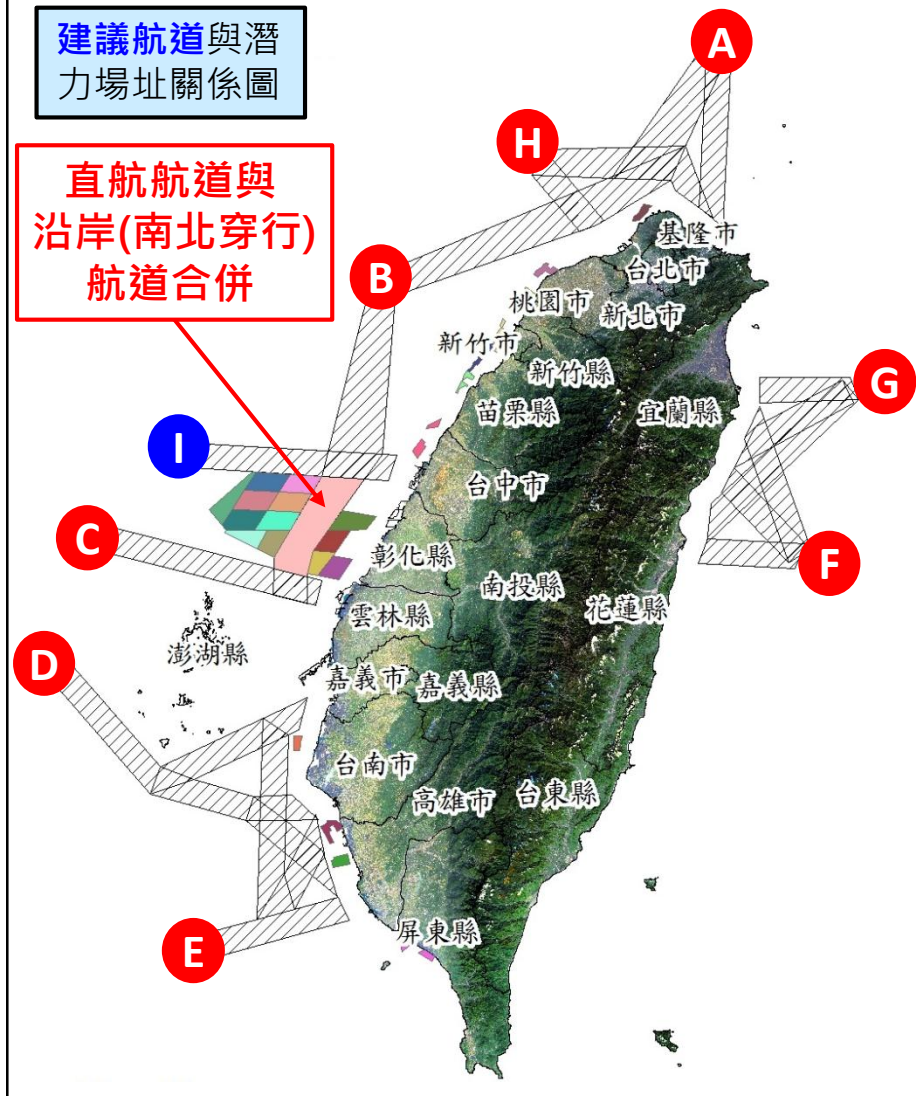 建議航道與潛
力場址關係圖
直航航道與
沿岸(南北穿行)
航道合併
A
H
B
基隆市
台北市
桃園市
新北市
新竹市
新竹縣
G
宜蘭縣
苗栗縣
I
台中市
C
彰化縣
F
南投縣
花蓮縣
雲林縣
澎湖縣
D
嘉義市
嘉義縣
台南市
高雄市
台東縣
屏東縣
E